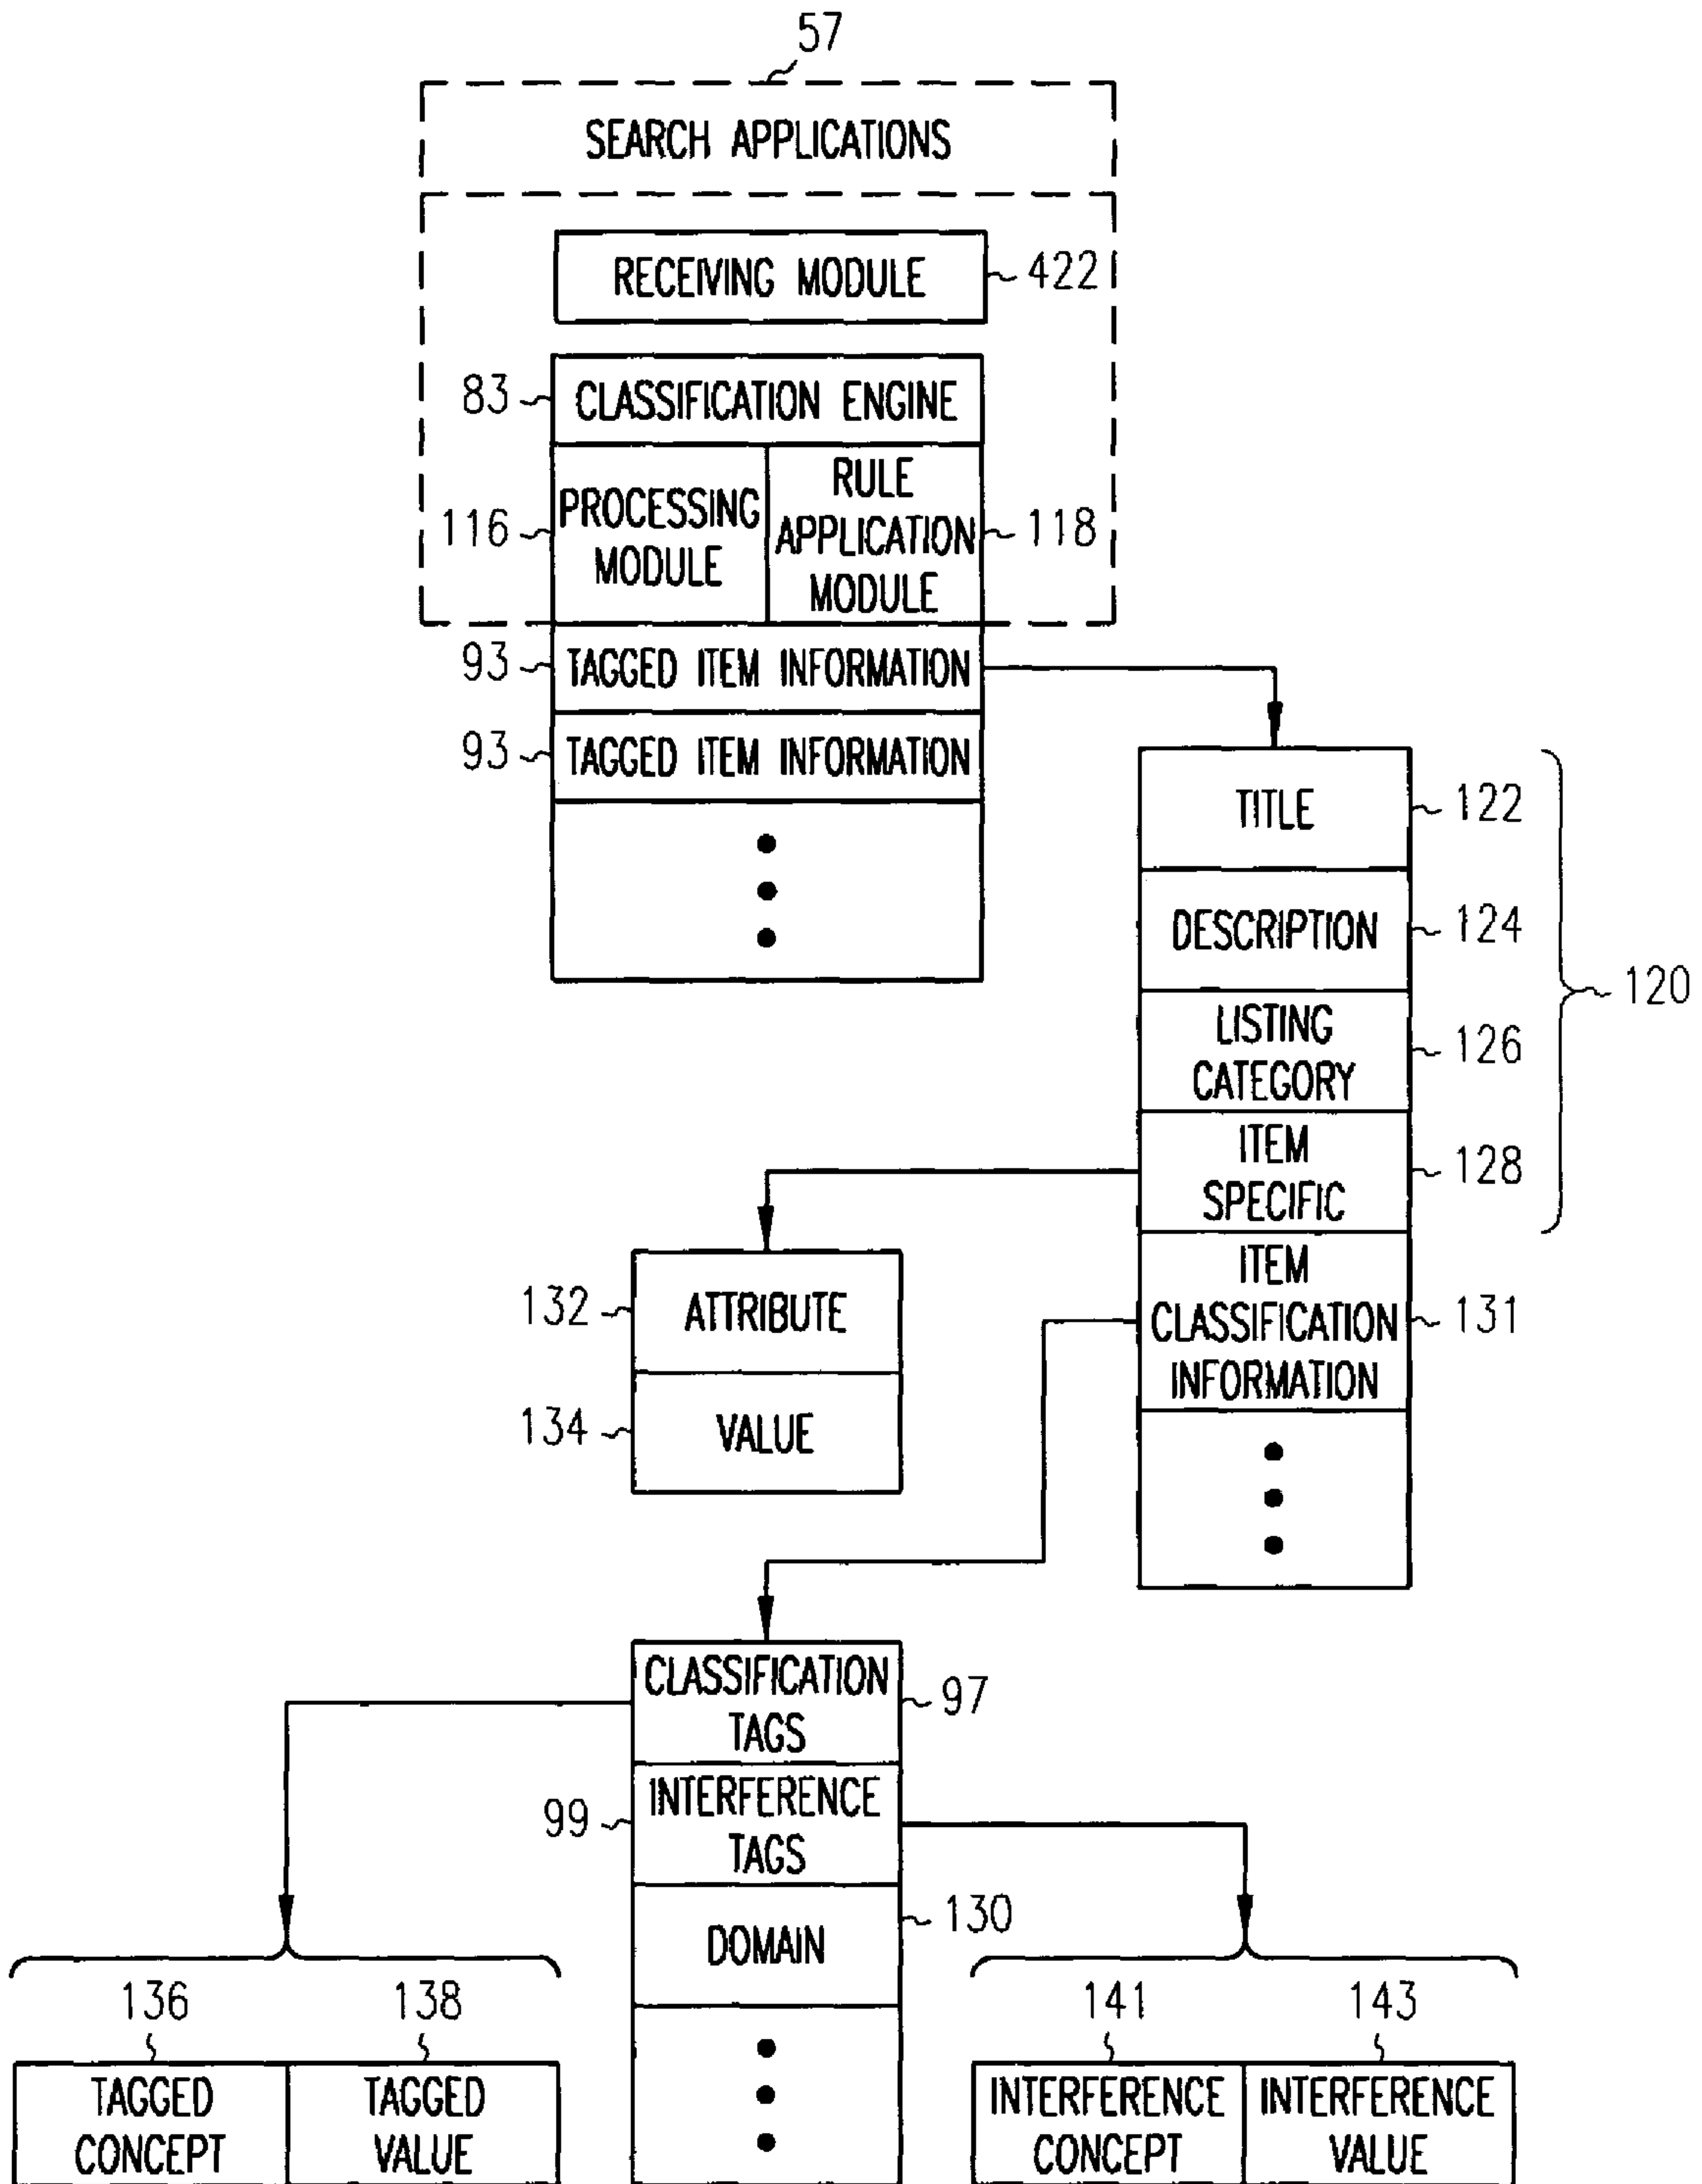 57
SEARCH APPLICATIONS
RECEIVING MODULE
422
83
CLASSIFICATION ENGINE
116
PROCESSING
MODULE
RULE
APPLICATION
MODULE
118
93
TAGGED ITEM INFORMATION
93
TAGGED ITEM INFORMATION
TITLE
122
DESCRIPTION
124
120
LISTING
CATEGORY
126
ITEM
SPECIFIC
128
ITEM
CLASSIFICATION
INFORMATION
131
132
ATTRIBUTE
134
VALUE
CLASSIFICATION
TAGS
97
99
INTERFERENCE
TAGS
DOMAIN
130
136
138
141
143
TAGGED
CONCEPT
TAGGED
VALUE
INTERFERENCE
CONCEPT
INTERFERENCE
VALUE